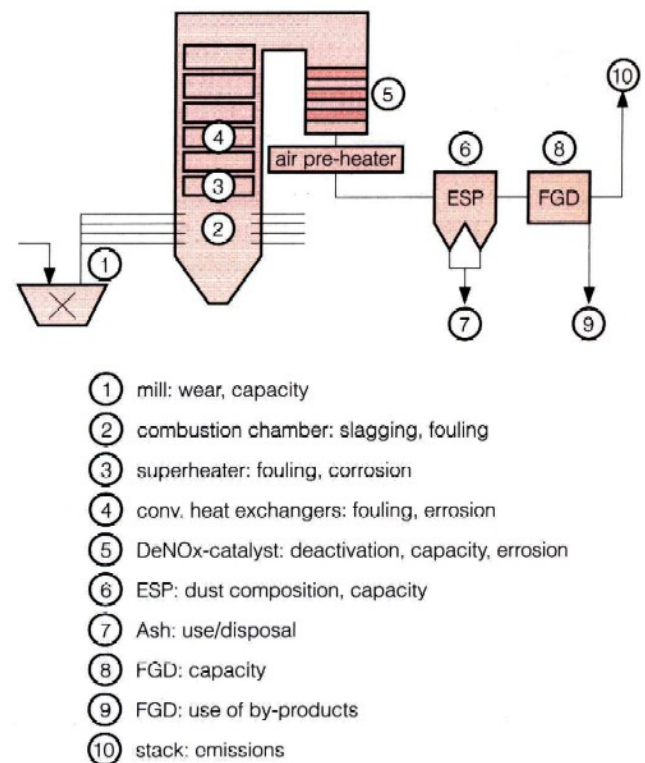 10
5
6
8
4
air pre-heater
3
ESP
FGD
2
1
7
9
1 mill: wear, capacity
2 combustion chamber: slagging, fouling
3 superheater: fouling, corrosion
4 conv. heat exchangers: fouling, errosion
5 DeNOx-catalyst: deactivation, capacity, errosion
6 ESP: dust composition, capacity
7 Ash: use/disposal
8 FGD: capacity
9 FGD: use of by-products
10 stack: omissions